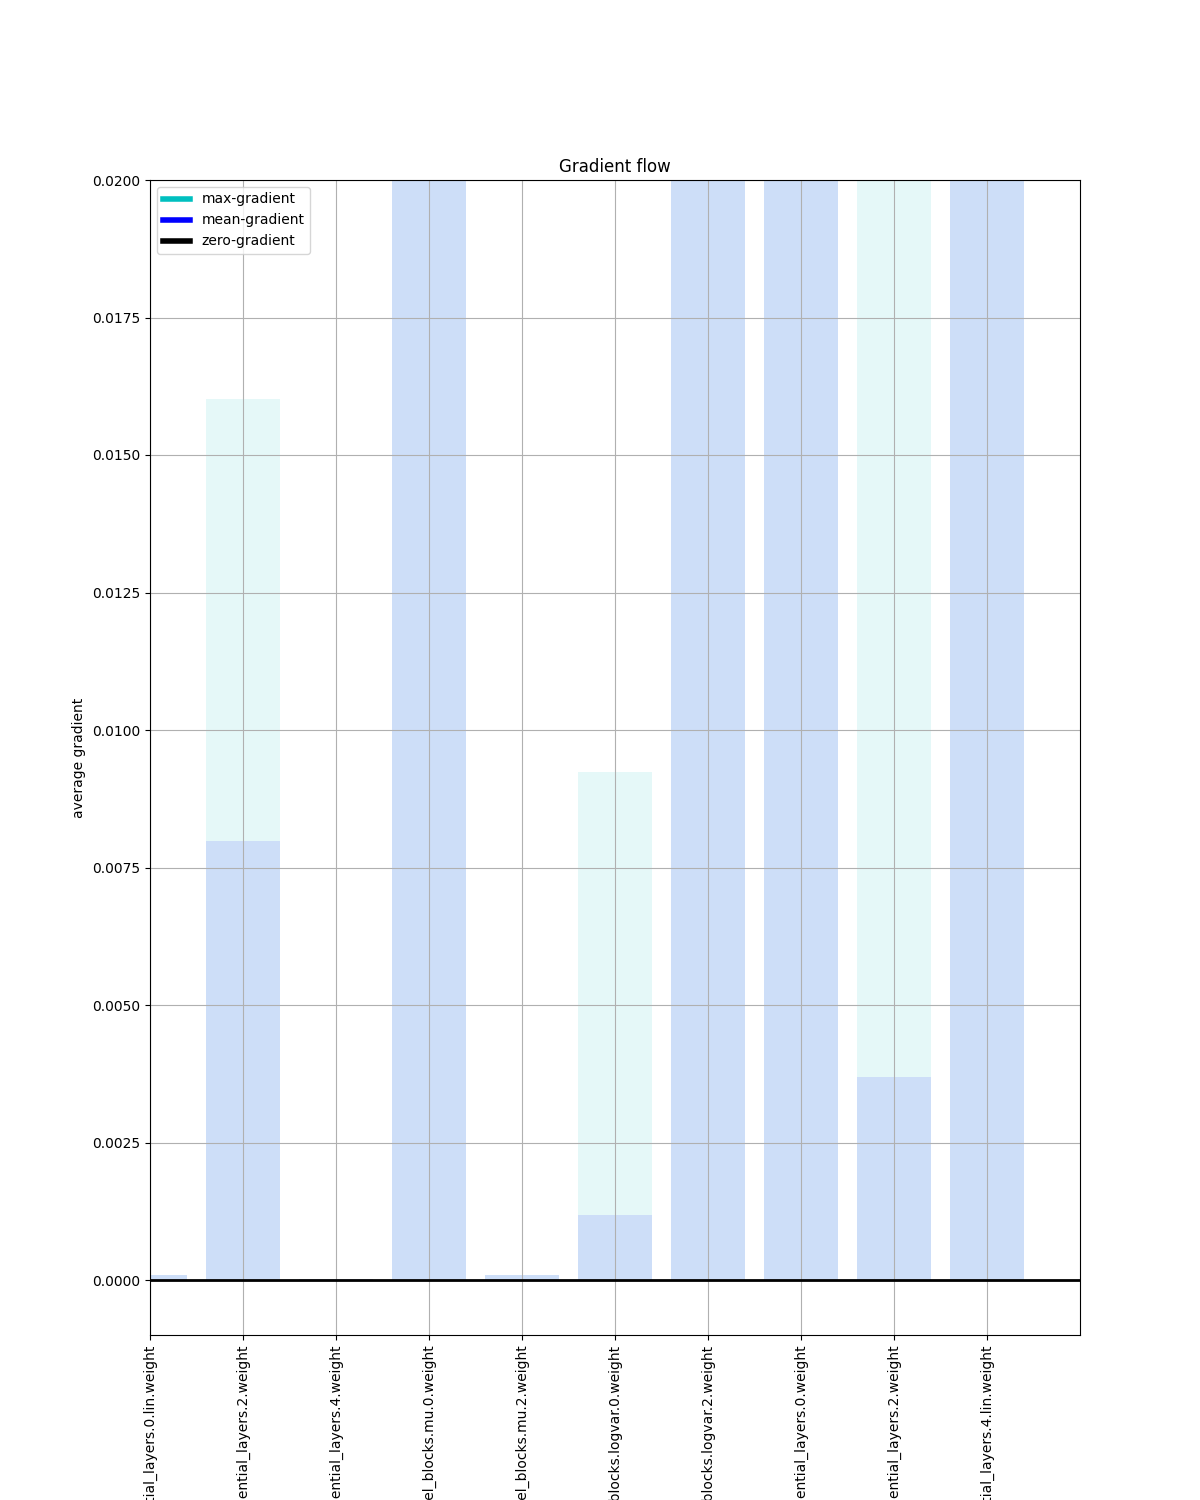 Gradient flow
max-gradient
mean-gradient
zero-gradient
0.0200
0.0175
0.0150
0.0125
0.0100
0.0075
0.0050
0.0025
0.0000
average gradient
tial_layers.0.lin.weight
ential_layers.2.weight
ential_layers.4.weight
el_blocks.mu.0.weight
el_blocks.mu.2.weight
blocks.logvar.0.weight
blocks.logvar.2.weight
ential_layers.0.weight
ential_layers.2.weight
tial_layers.4.lin.weight